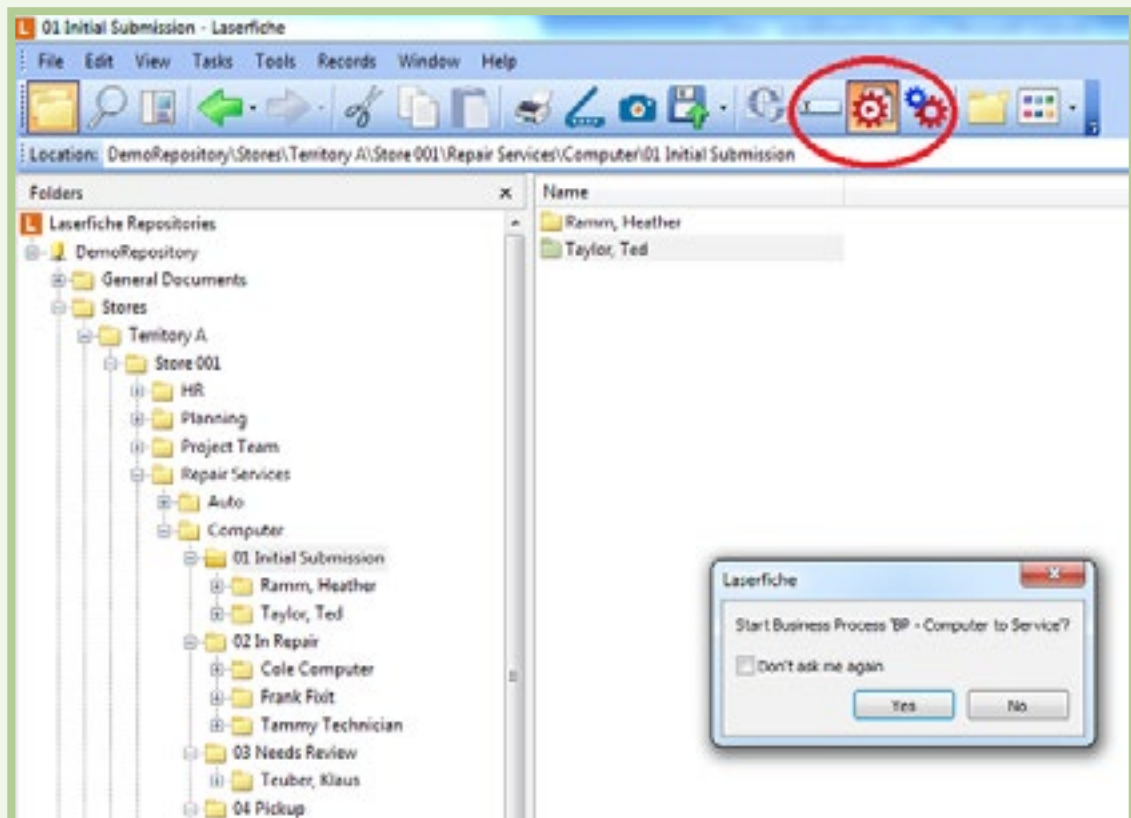 01 Initial Submission - Laserfiche
File Edit View Tasks Tools Records Window Help
Location: DemoRepository\Stores\Territory A\Store 001\Repair Services\Computer\01 Initial Submission
Folders
Name
Laserfiche Repositories
DemoRepository
General Documents
Stores
Territory A
Store 001
HR
Planning
Project Team
Repair Services
Auto
Computer
01 Initial Submission
Ramm, Heather
Taylor, Ted
02 In Repair
Cole Computer
Frank Fixit
Tammy Technician
03 Needs Review
Teuber, Klaus
04 Pickup
Ramm, Heather
Taylor, Ted
Laserfiche
Start Business Process 'BP - Computer to Service'?
Don't ask me again
Yes No